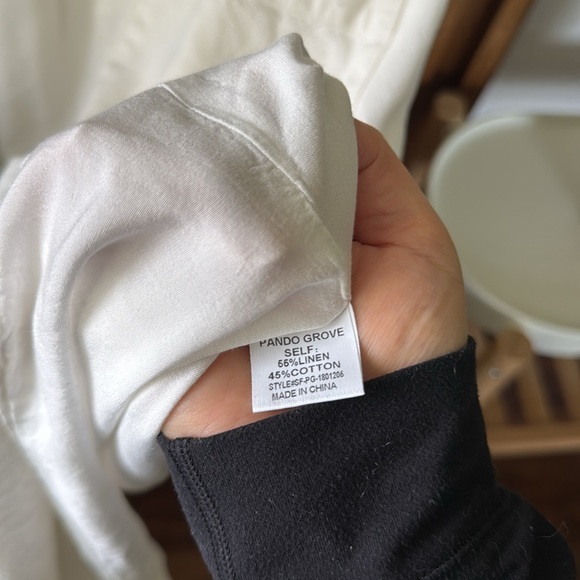 PANDO GROVE
SELF:
55%LINEN
45%COTTON
STYLE#SF-PG-1801206
MADE IN CHINA